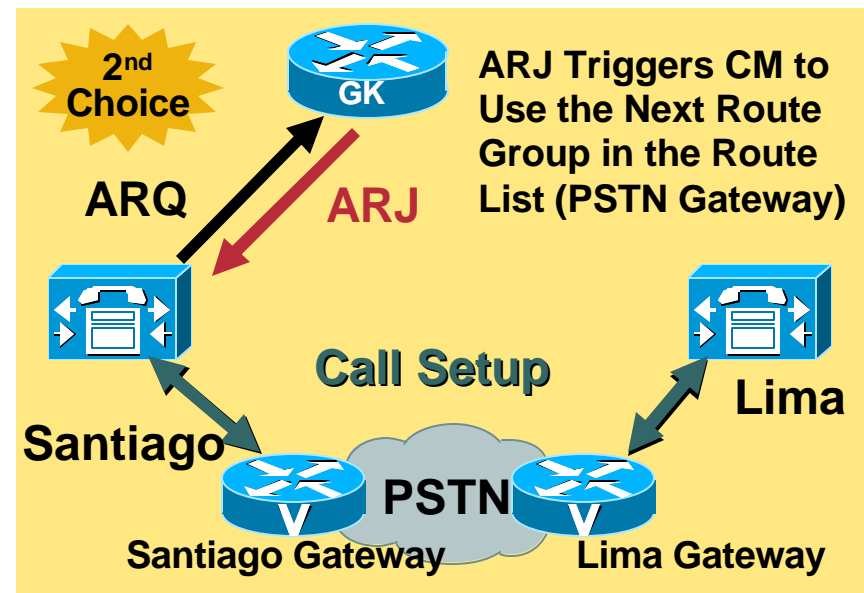 2nd
Choice
GK
ARJ Triggers CM to
Use the Next Route
Group in the Route
List (PSTN Gateway)
ARQ
ARJ
Call Setup
Lima
Santiago
PSTN
V
V
Santiago Gateway
Lima Gateway